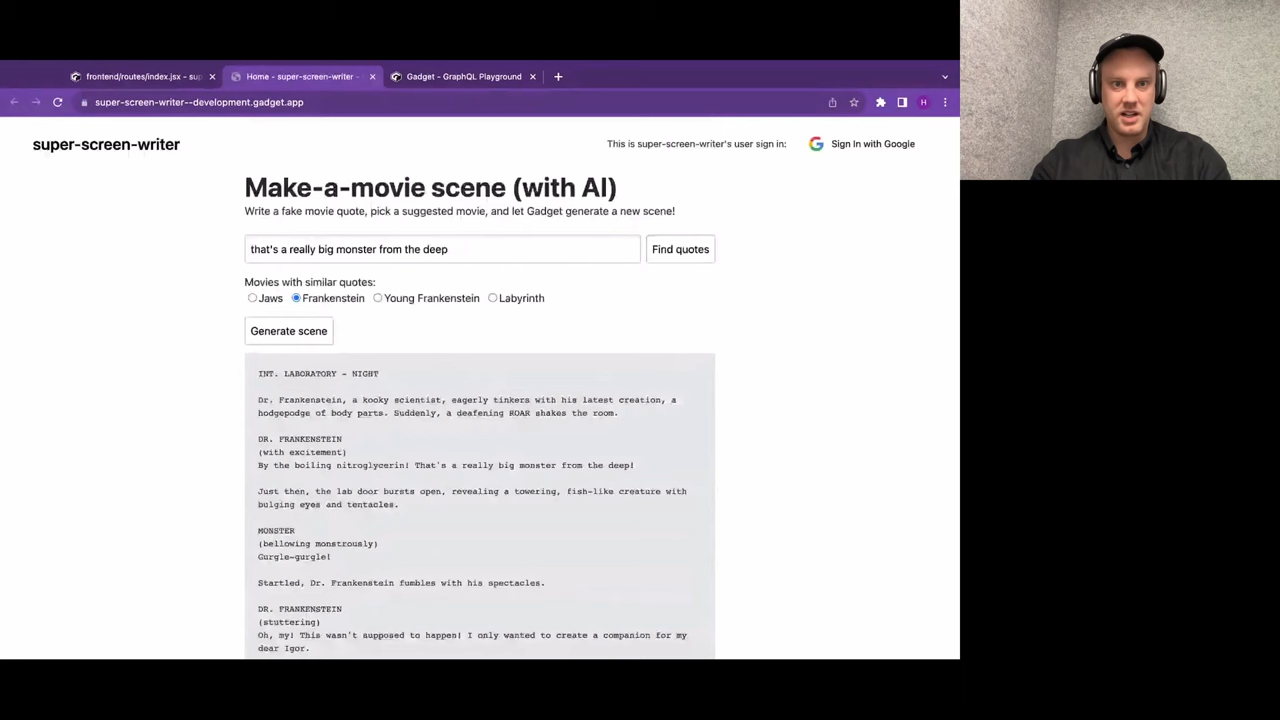 frontend/routes/index.jsx - sup
Home - super-screen-writer -
Gadget - GraphQL Playground
super-screen-writer--development.gadget.app
H
super-screen-writer
This is super-screen-writer's user sign in:
Sign In with Google
Make-a-movie scene (with AI)
Write a fake movie quote, pick a suggested movie, and let Gadget generate a new scene!
that's a really big monster from the deep
Find quotes
Movies with similar quotes:
Jaws Frankenstein Young Frankenstein Labyrinth
Generate scene
INT. LABORATORY - NIGHT
Dr. Frankenstein, a kooky scientist, eagerly tinkers with his latest creation, a
hodgepodge of body parts. Suddenly, a deafening ROAR shakes the room.
DR. FRANKENSTEIN
(with excitement)
By the boiling nitroglycerin! That's a really big monster from the deep!
Just then, the lab door bursts open, revealing a towering, fish-like creature with
bulging eyes and tentacles.
MONSTER
(bellowing monstrously)
Gurgle-gurgle!
Startled, Dr. Frankenstein fumbles with his spectacles.
DR. FRANKENSTEIN
(stuttering)
Oh, my! This wasn't supposed to happen! I only wanted to create a companion for my
dear Igor.